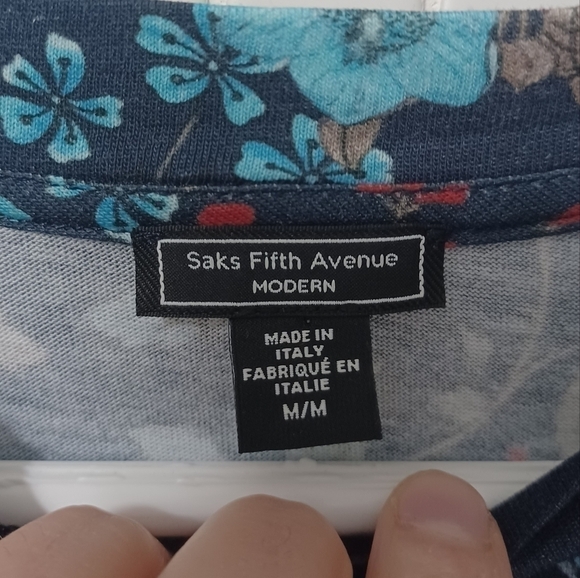 Saks Fifth Avenue
MODERN
MADE IN
ITALY
FABRIQUÉ EN
ITALIE
M/M